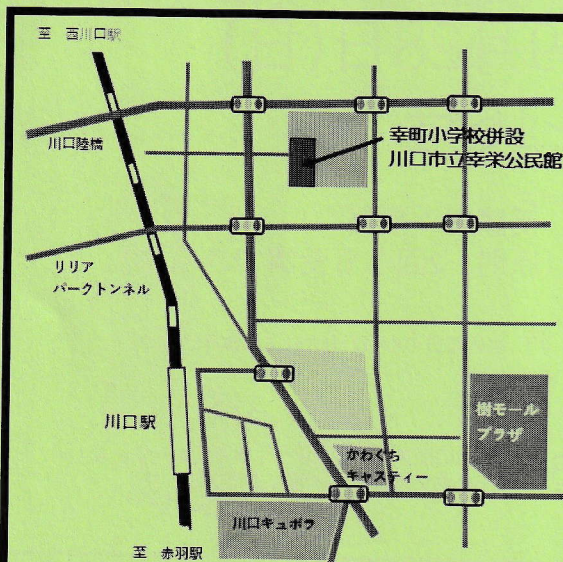 至 西川口駅
川口陸橋
幸町小学校併設
川口市立幸栄公民館
リリア
パークトンネル
川口駅
樹モール
プラザ
かわぐち
キャスティー
川口キュポラ
至 赤羽駅